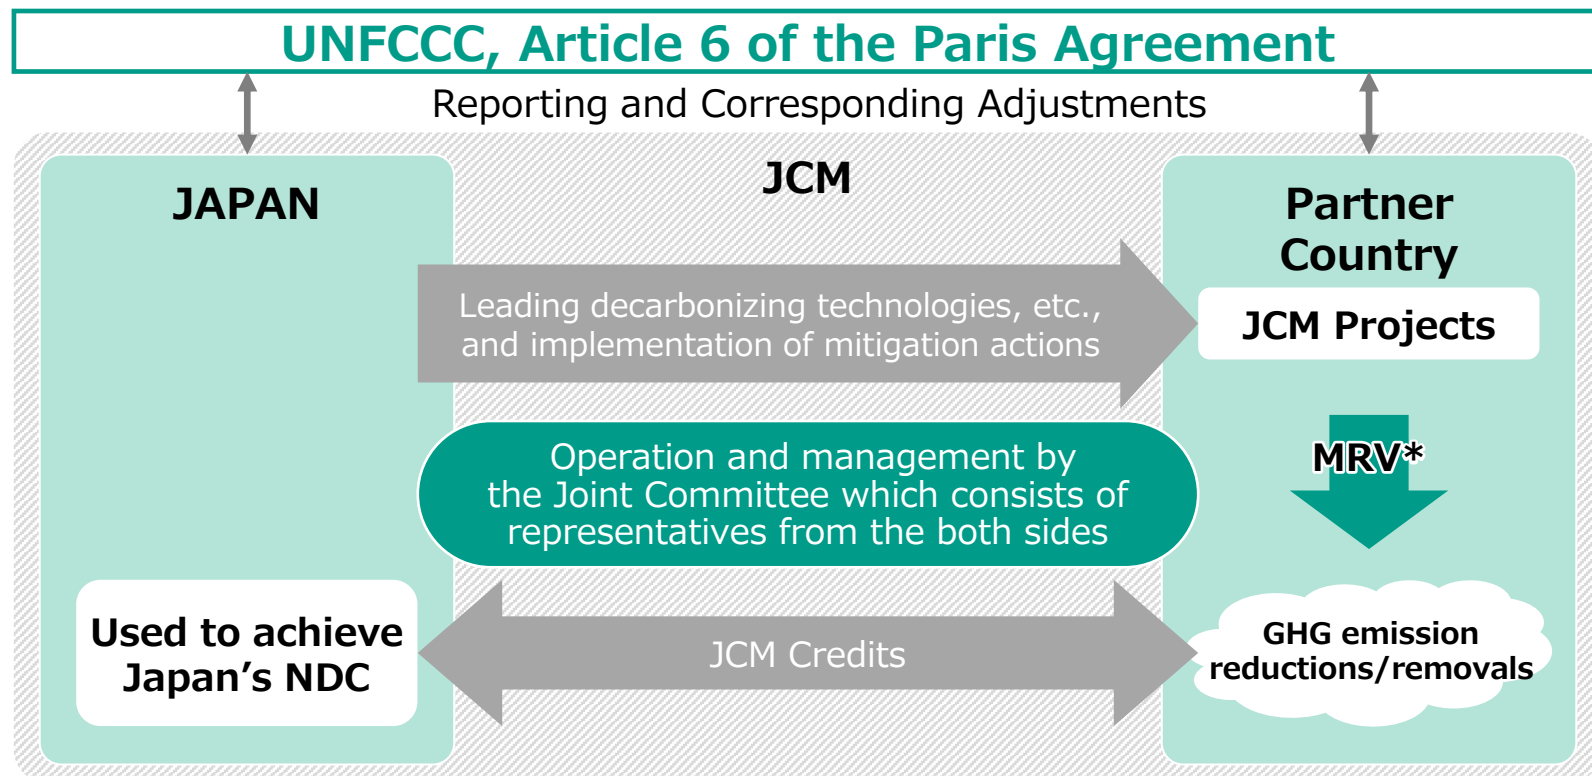 UNFCCC, Article 6 of the Paris Agreement
Reporting and Corresponding Adjustments
JCM
JAPAN
Partner
Country
Leading decarbonizing technologies, etc.,
and implementation of mitigation actions
JCM Projects
Operation and management by
the Joint Committee which consists of
representatives from the both sides
MRV*
Used to achieve
Japan’s NDC
JCM Credits
GHG emission
reductions/removals